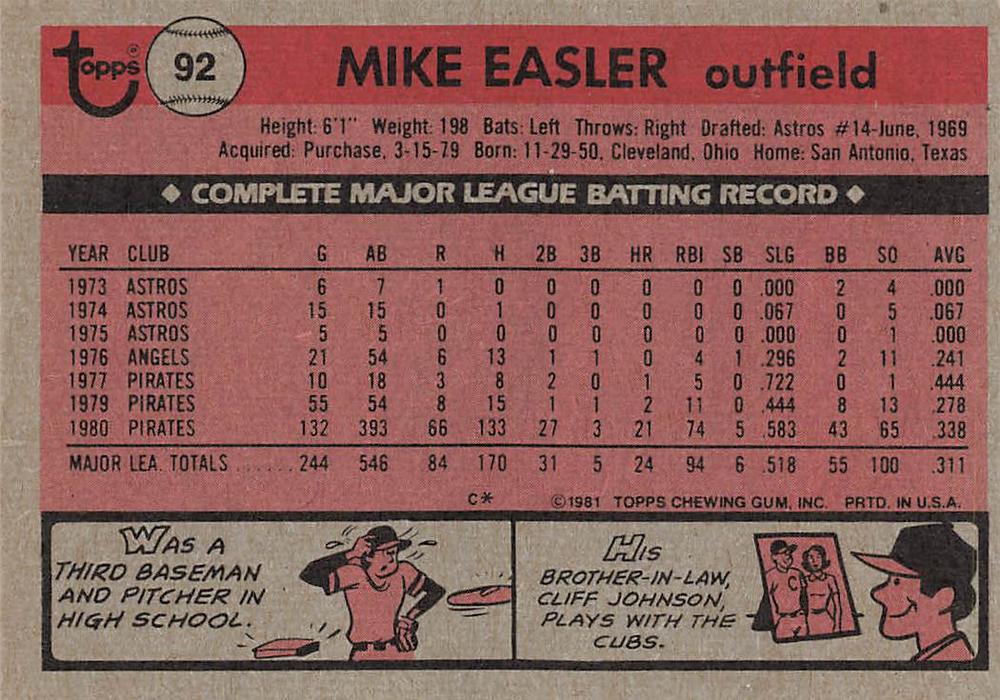 topps® 92 MIKE EASLER outfield
Height: 6'1" Weight: 198 Bats: Left Throws: Right Drafted: Astros #14-June, 1969
Acquired: Purchase, 3-15-79 Born: 11-29-50, Cleveland, Ohio Home: San Antonio, Texas
◆ COMPLETE MAJOR LEAGUE BATTING RECORD ◆
YEAR CLUB G AB R H 2B 3B HR RBI SB SLG BB SO AVG
1973 ASTROS 6 7 1 0 0 0 0 0 0 .000 2 4 .000
1974 ASTROS 15 15 0 1 0 0 0 0 0 .067 0 5 .067
1975 ASTROS 5 5 0 0 0 0 0 0 0 .000 0 1 .000
1976 ANGELS 21 54 6 13 1 1 0 4 1 .296 2 11 .241
1977 PIRATES 10 18 3 8 2 0 1 5 0 .722 0 1 .444
1979 PIRATES 55 54 8 15 1 1 2 11 0 .444 8 13 .278
1980 PIRATES 132 393 66 133 27 3 21 74 5 .583 43 65 .338
MAJOR LEA. TOTALS ...... 244 546 84 170 31 5 24 94 6 .518 55 100 .311
C* ©1981 TOPPS CHEWING GUM, INC. PRTD. IN U.S.A.
WAS A
THIRD BASEMAN
AND PITCHER IN
HIGH SCHOOL.
HIS
BROTHER-IN-LAW,
CLIFF JOHNSON,
PLAYS WITH THE
CUBS.
C